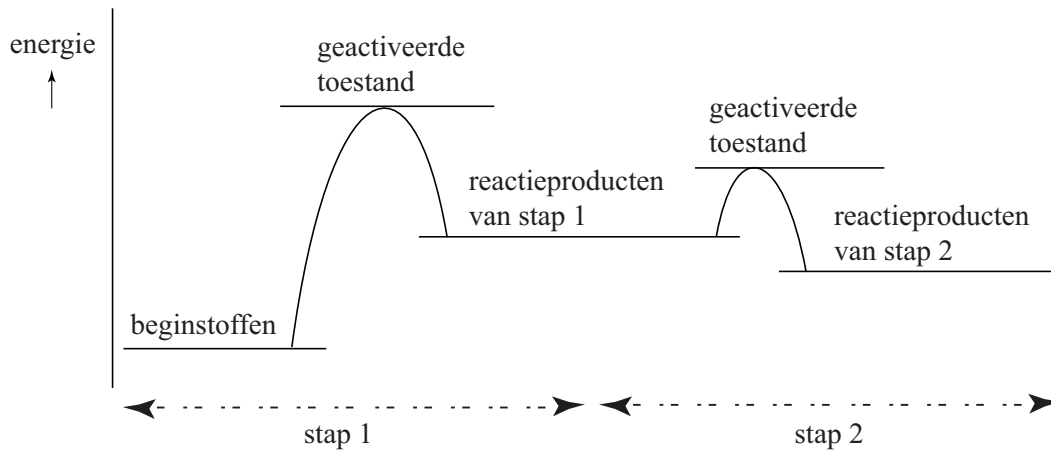 energie
geactiveerde
toestand
geactiveerde
toestand
reactieproducten
van stap 1
reactieproducten
van stap 2
beginstoffen
stap 1
stap 2